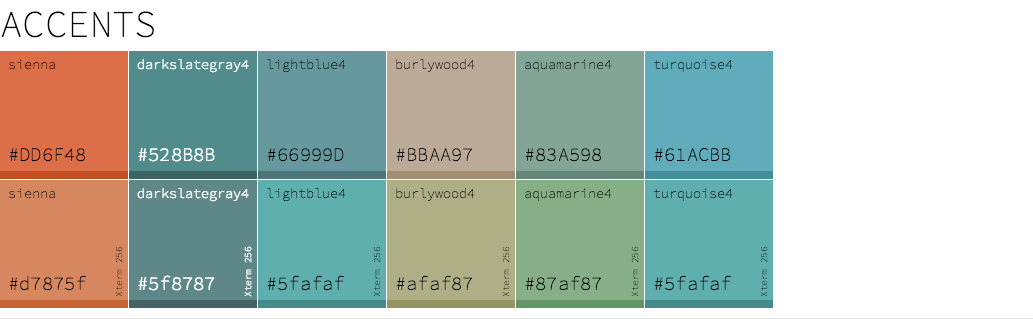 ACCENTS
sienna darkslategray4 lightblue4 burlywood4 aquamarine4 turquoise4
#DD6F48 #528B8B #66999D #BBAA97 #83A598 #61ACBB
sienna darkslategray4 lightblue4 burlywood4 aquamarine4 turquoise4
Xterm 256 Xterm 256 Xterm 256 Xterm 256 Xterm 256 Xterm 256
#d7875f #5f8787 #5fafaf #afaf87 #87af87 #5fafaf